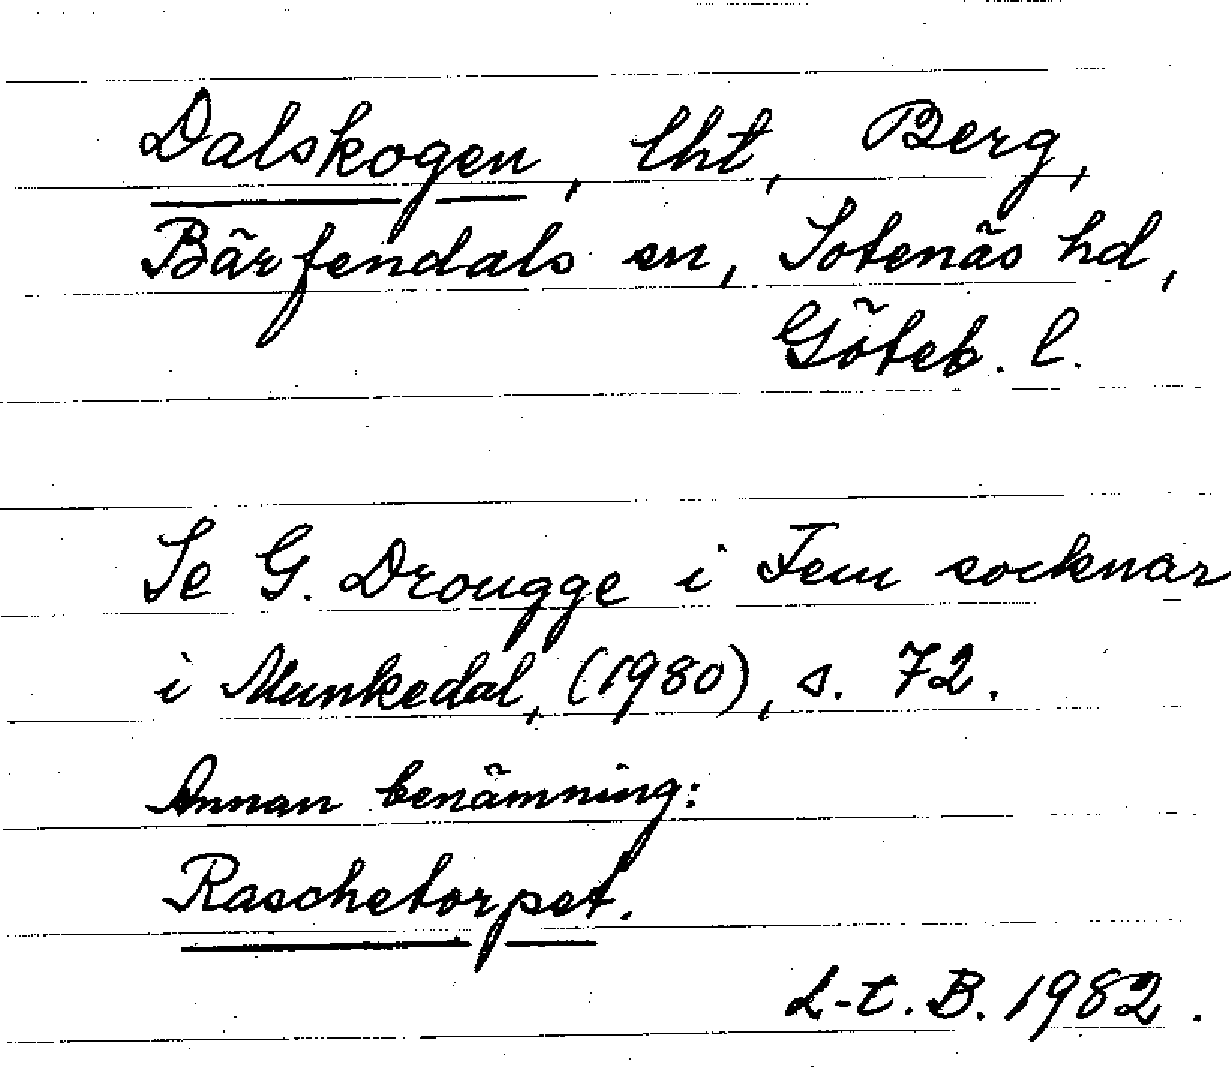 Dalskogen, lht, Berg,
Bärfendals sn, Sotenäs hd,
Göteb. l.
Se G. Drougge i Fem socknar
i Munkedal, (1980), s. 72.
Annan benämning:
Raschetorpet.
L-t. B. 1982.